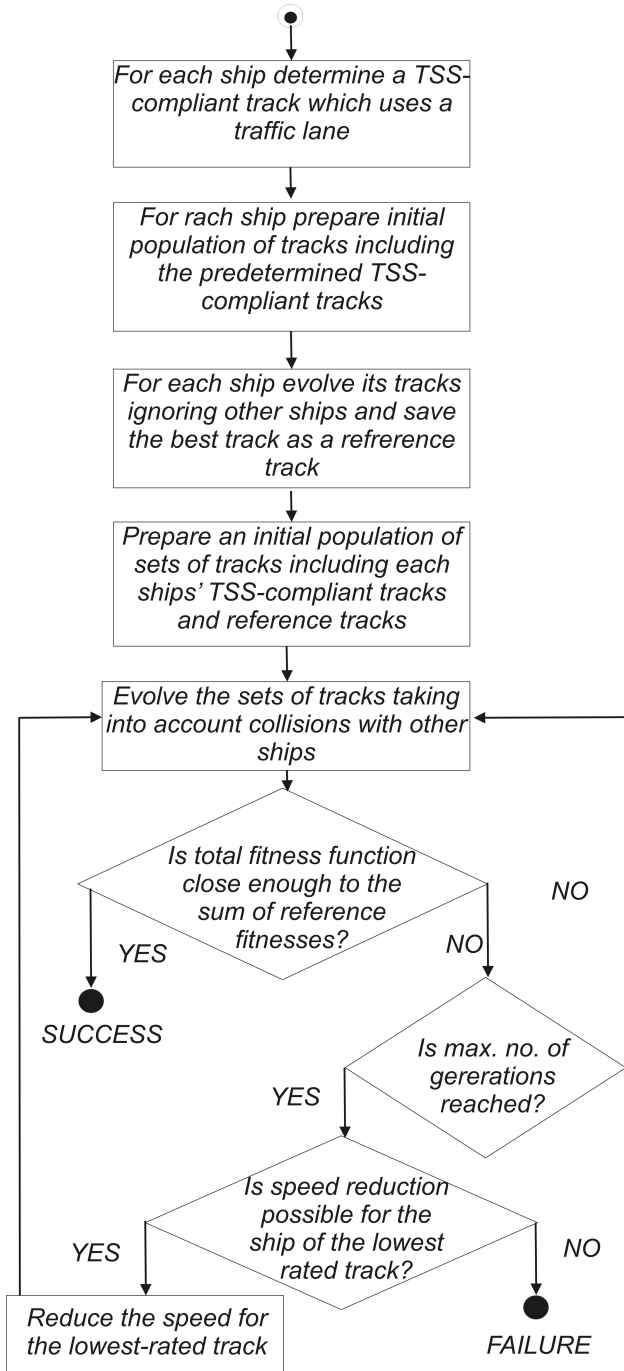 For each ship determine a TSS-
compliant track which uses a
traffic lane
For rach ship prepare initial
population of tracks including
the predetermined TSS-
compliant tracks
For each ship evolve its tracks
ignoring other ships and save
the best track as a refrerence
track
Prepare an initial population of
sets of tracks including each
ships’ TSS-compliant tracks
and reference tracks
Evolve the sets of tracks taking
into account collisions with other
ships
Is total fitness function
close enough to the
sum of reference
fitnesses?
NO
YES
NO
SUCCESS
Is max. no. of
gererations
reached?
YES
Is speed reduction
possible for the
ship of the lowest
rated track?
YES
NO
Reduce the speed for
the lowest-rated track
FAILURE